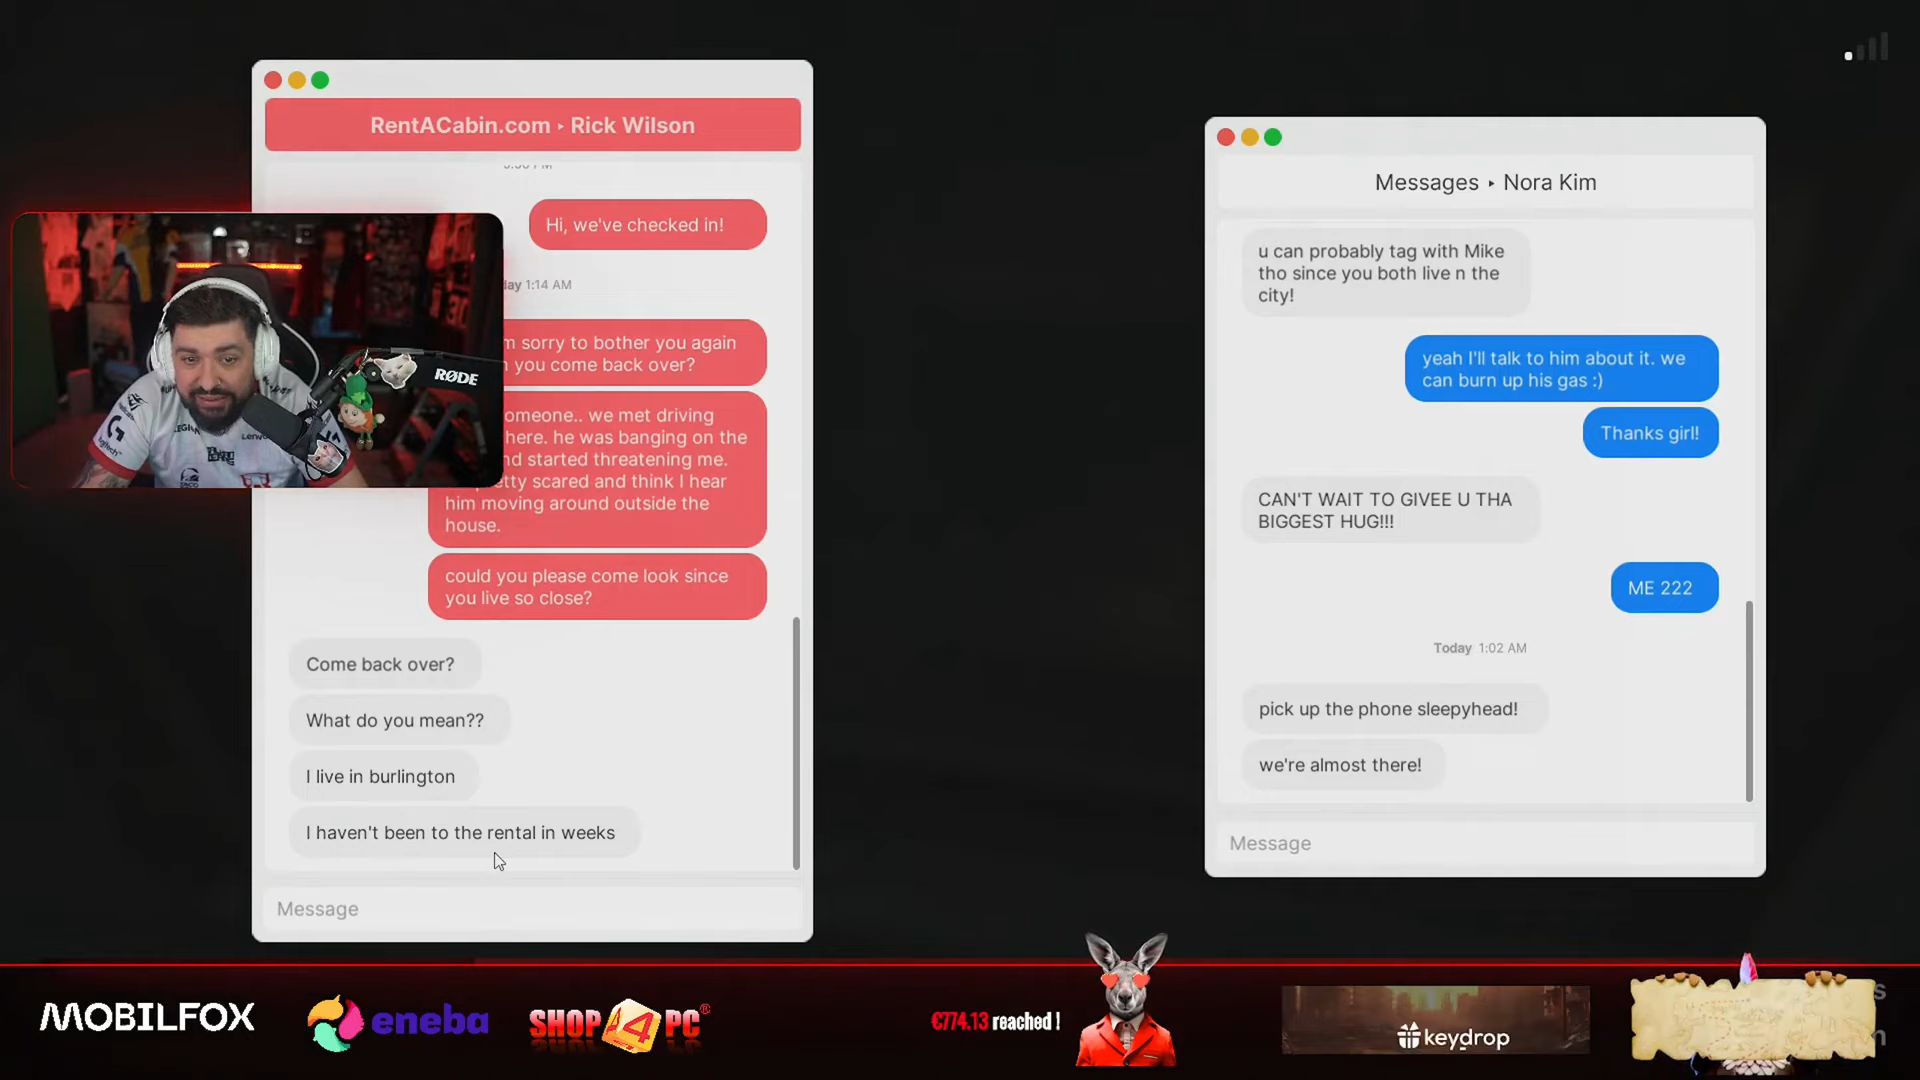 RentACabin.com ▸ Rick Wilson
Hi, we've checked in!
1:14 AM
sorry to bother you again
you come back over?
we met driving
here. he was banging on the
started threatening me.
scared and think I hear
him moving around outside the
house.
could you please come look since
you live so close?
Come back over?
What do you mean??
I live in burlington
I haven't been to the rental in weeks
Message
Messages ▸ Nora Kim
u can probably tag with Mike
tho since you both live n the
city!
yeah I'll talk to him about it. we
can burn up his gas :)
Thanks girl!
CAN'T WAIT TO GIVEE U THA
BIGGEST HUG!!!
ME 222
Today 1:02 AM
pick up the phone sleepyhead!
we're almost there!
Message
RØDE
MOBILFOX
eneba
SHOP4PC®
€774.13 reached !
keydrop